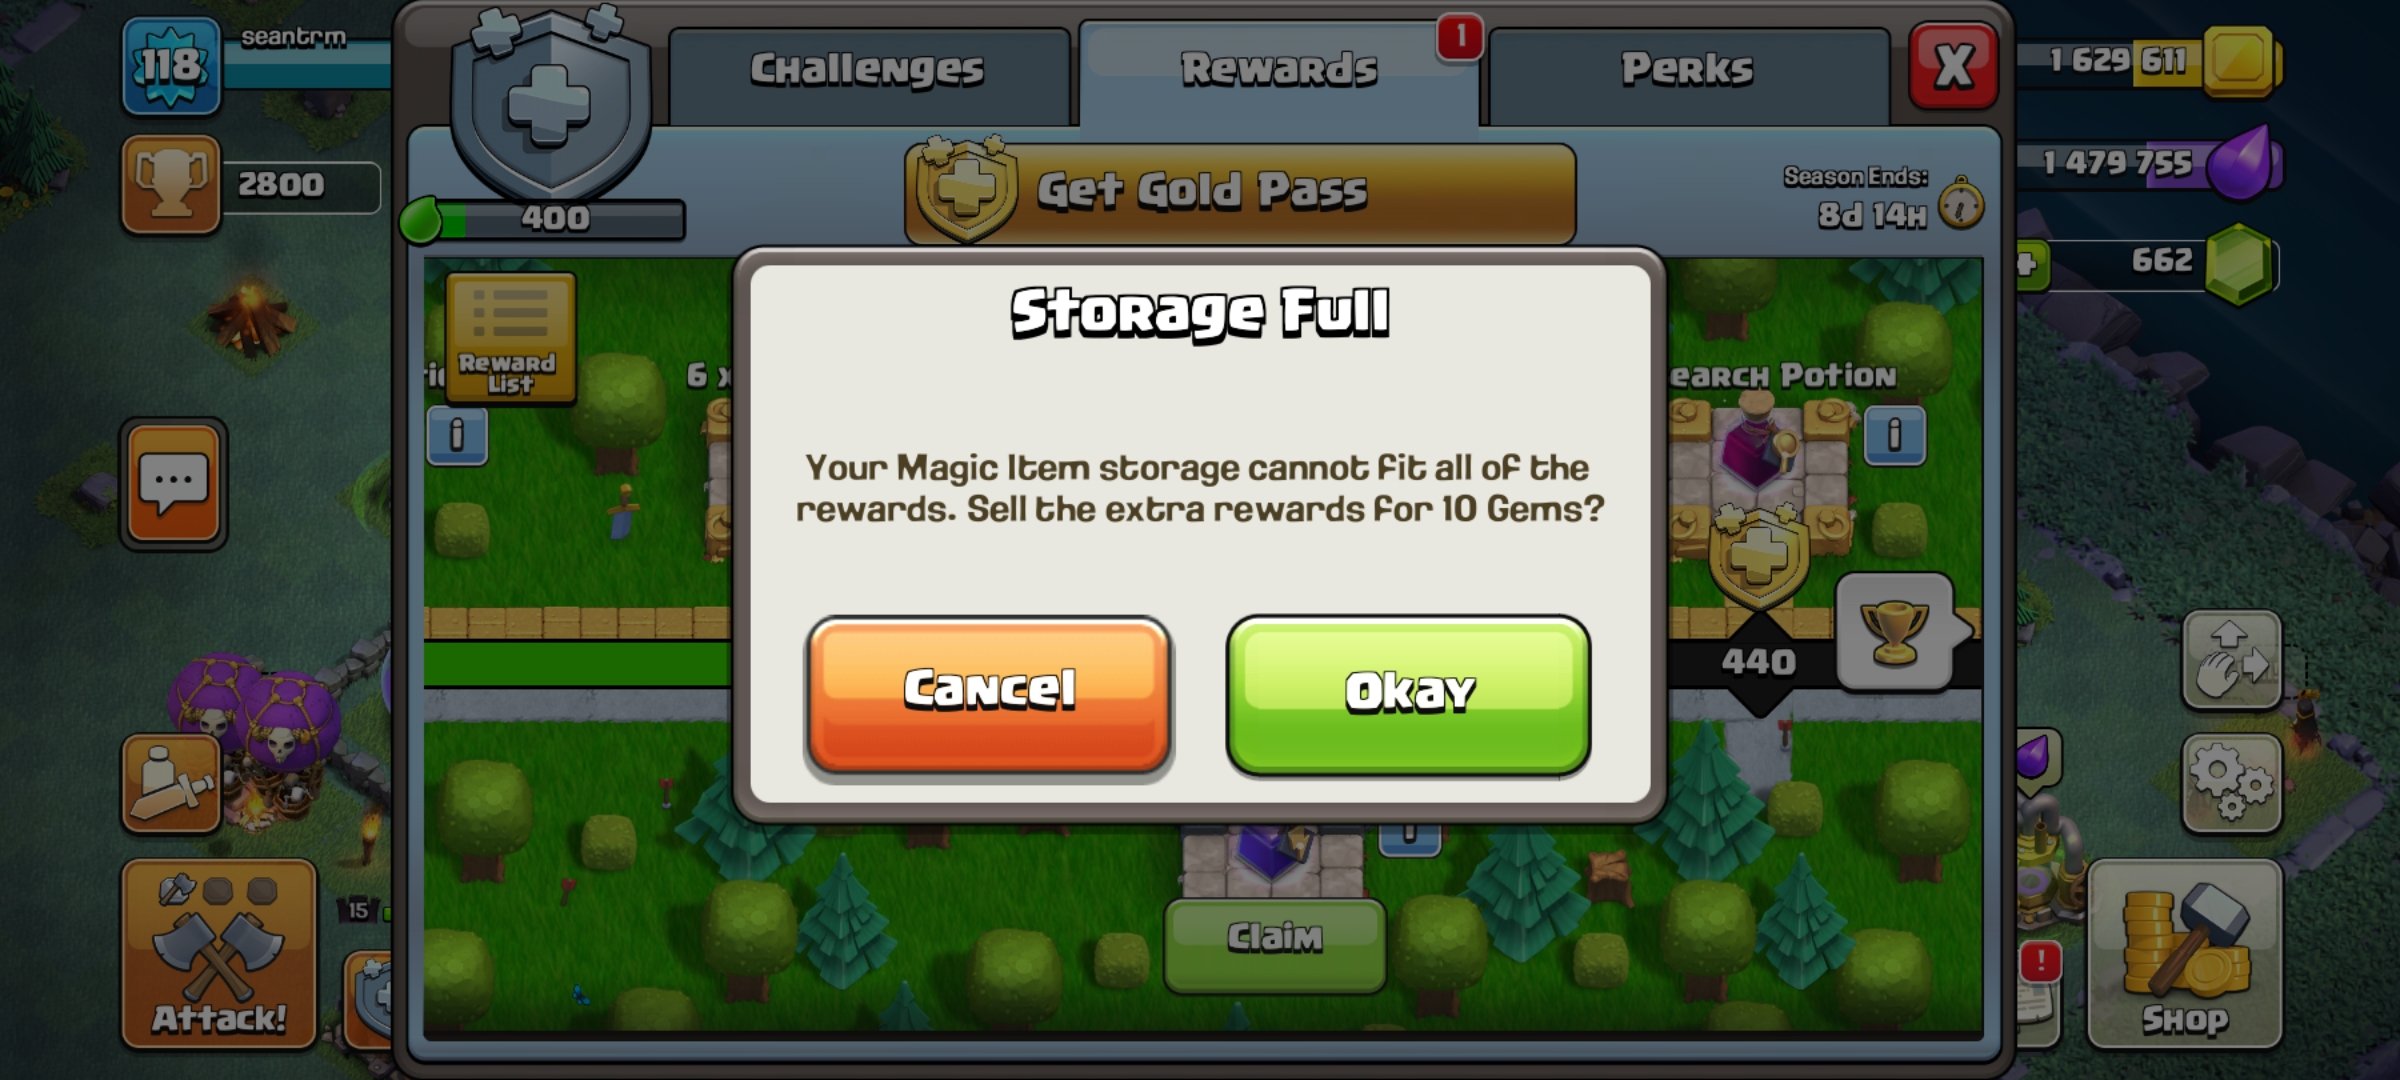 118
seantrm
2800
Challenges
Rewards
1
Perks
X
1 629 611
1 479 755
662
400
Get Gold Pass
Season Ends:
8d 14h
Reward
List
6 x
earch Potion
i
i
Storage Full
Your Magic Item storage cannot fit all of the
rewards. Sell the extra rewards for 10 Gems?
Cancel
Okay
440
Claim
15
Attack!
!
Shop